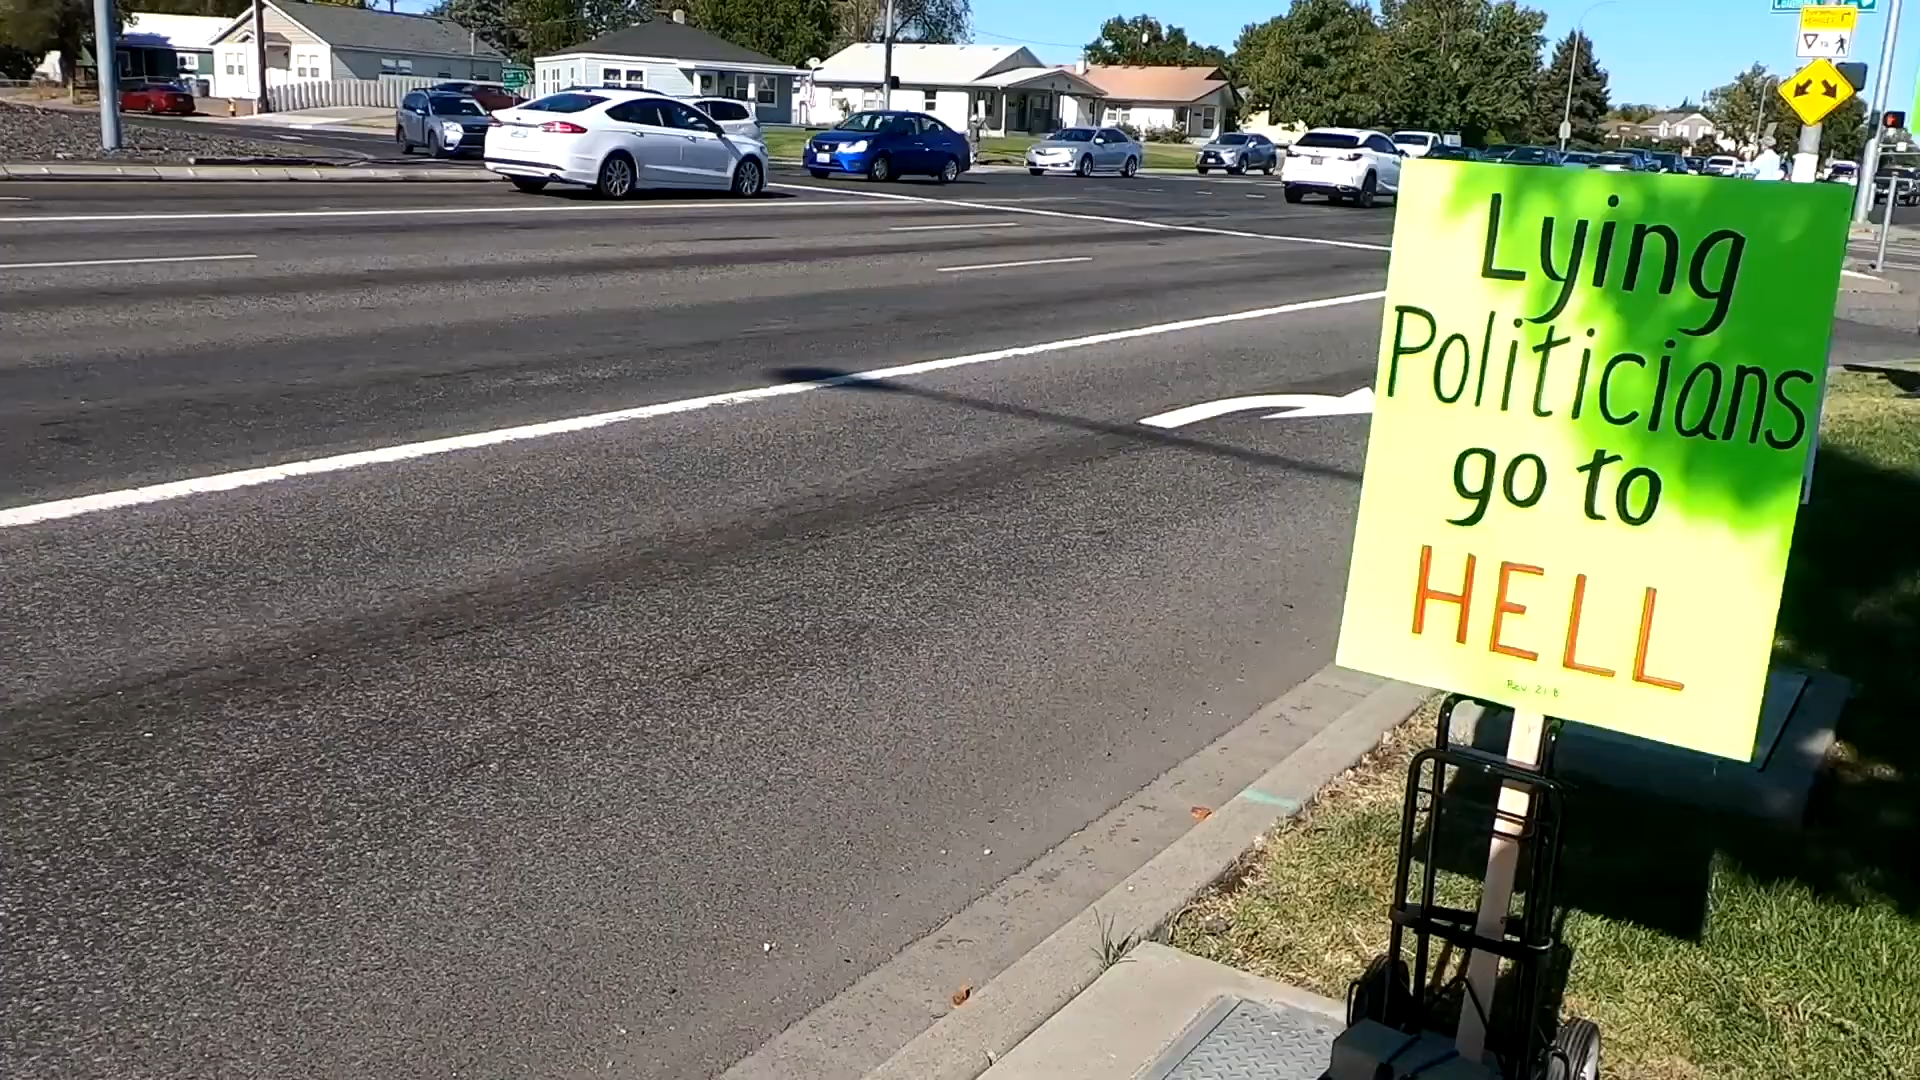 Lying
Politicians
go to
HELL
Rev. 21:8